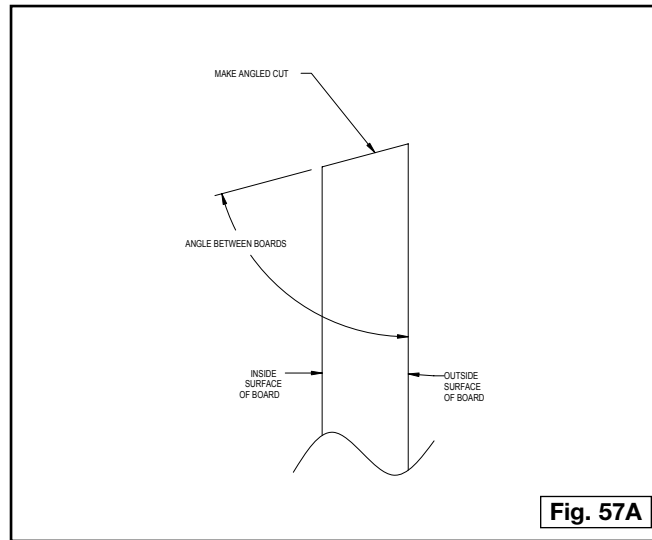 MAKE ANGLED CUT
ANGLE BETWEEN BOARDS
INSIDE
SURFACE
OF BOARD
OUTSIDE
SURFACE
OF BOARD
Fig. 57A